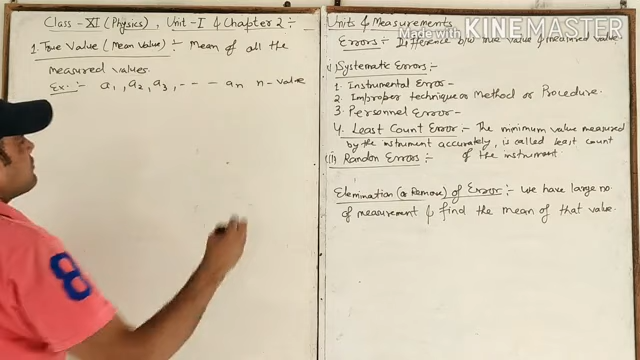 Class - XI (Physics), Unit-I & Chapter 2 :-
1. True Value (Mean Value) :- Mean of all the
measured values.
Ex :- a1, a2, a3, - - - an n-value
Units & Measurements
Errors :- Difference b/w true value & measured value
(i) Systematic Errors :-
1. Instrumental Error -
2. Improper technique or Method or Procedure.
3. Personnel Error -
4. Least Count Error :- The minimum value measured
by the instrument accurately, is called least count
of the instrument
(ii) Random Errors :-
Elemination (or Remove) of Error :- We have large no.
of measurement & find the mean of that value.
Made with KINEMASTER
8